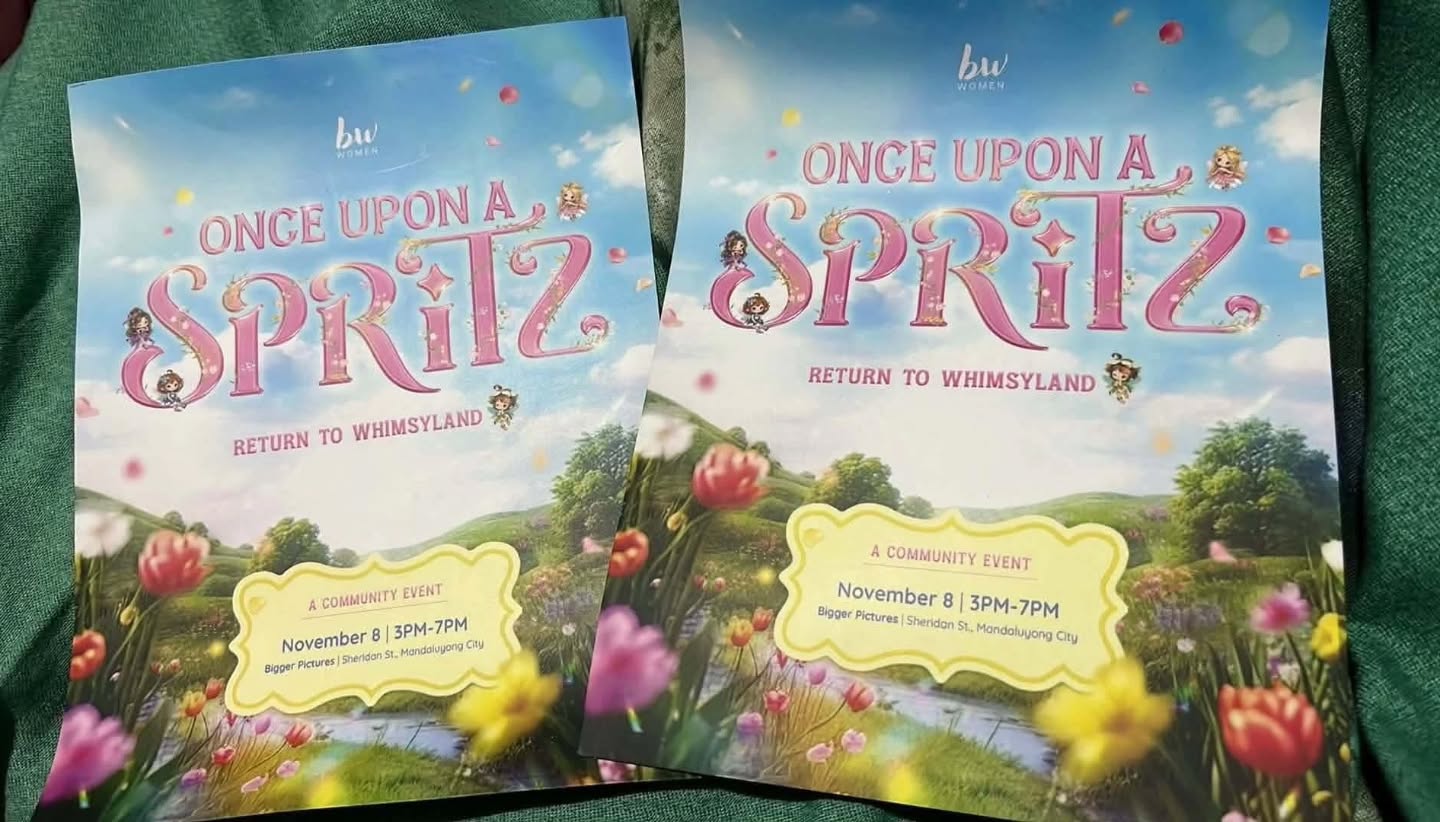 bw
WOMEN
ONCE UPON A
SPRiTZ
RETURN TO WHIMSYLAND
A COMMUNITY EVENT
November 8 | 3PM-7PM
Bigger Pictures | Sheridan St., Mandaluyong City
bw
WOMEN
ONCE UPON A
SPRiTZ
RETURN TO WHIMSYLAND
A COMMUNITY EVENT
November 8 | 3PM-7PM
Bigger Pictures | Sheridan St., Mandaluyong City